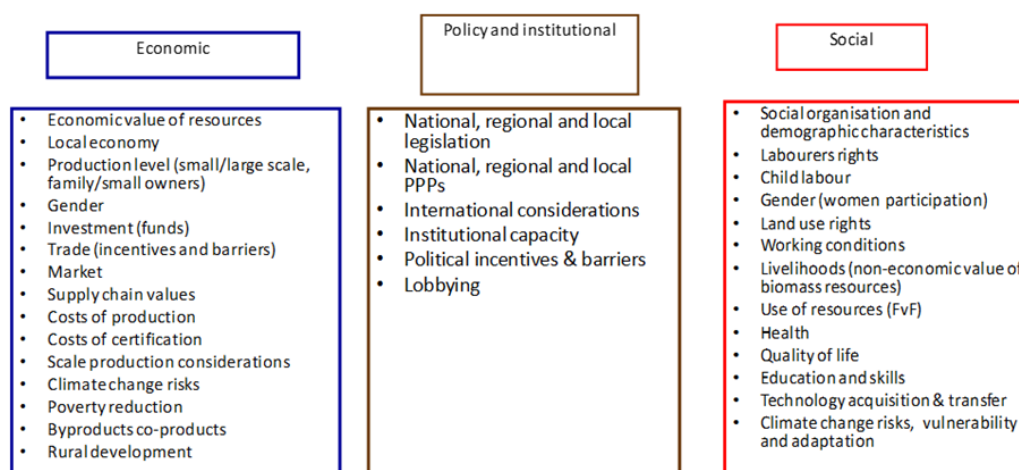 Economic
Policy and institutional
Social
• Economic value of resources
• Local economy
• Production level (small/large scale,
family/small owners)
• Gender
• Investment (funds)
• Trade (incentives and barriers)
• Market
• Supply chain values
• Costs of production
• Costs of certification
• Scale production considerations
• Climate change risks
• Poverty reduction
• Byproducts co-products
• Rural development
• National, regional and local
legislation
• National, regional and local
PPPs
• International considerations
• Institutional capacity
• Political incentives & barriers
• Lobbying
• Social organisation and
demographic characteristics
• Labourers rights
• Child labour
• Gender (women participation)
• Land use rights
• Working conditions
• Livelihoods (non-economic value of
biomass resources)
• Use of resources (FvF)
• Health
• Quality of life
• Education and skills
• Technology acquisition & transfer
• Climate change risks, vulnerability
and adaptation